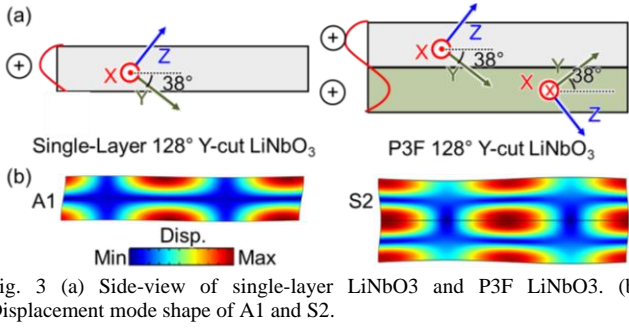 (a)
Z
X
38°
Y
+
Single-Layer 128° Y-cut LiNbO₃
Z
X
38°
Y
+
+
Y
X
38°
Z
P3F 128° Y-cut LiNbO₃
(b)
A1
S2
Disp.
Min Max
ig. 3 (a) Side-view of single-layer LiNbO3 and P3F LiNbO3. (b
Displacement mode shape of A1 and S2.